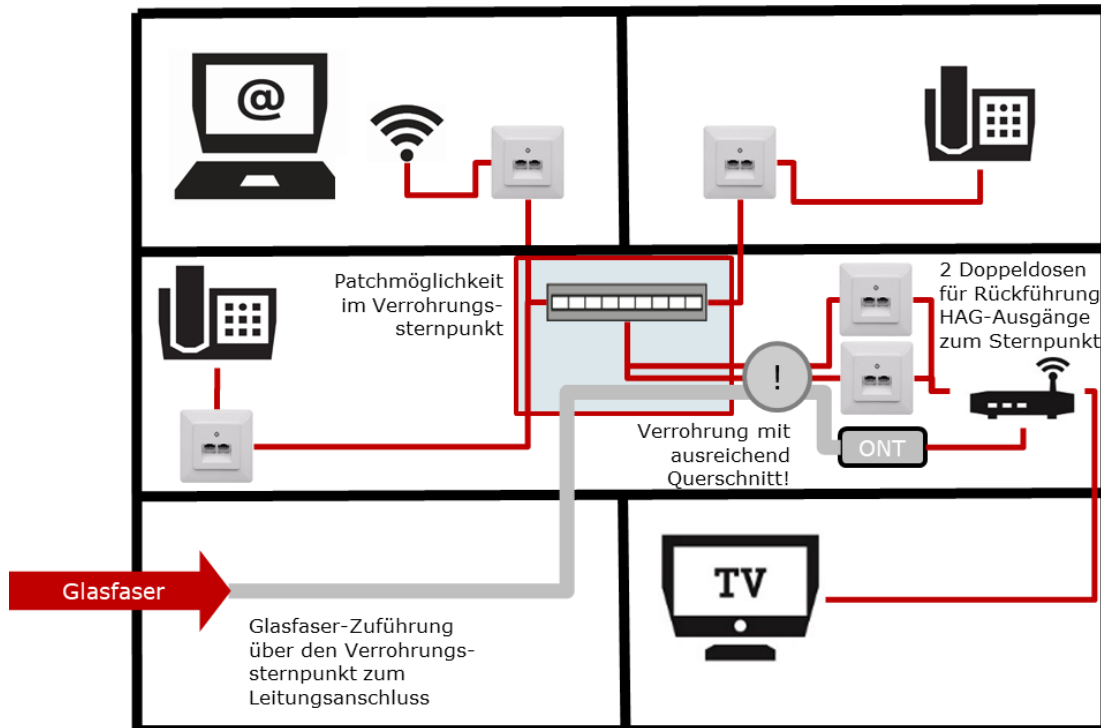 @
Patchmöglichkeit
im Verrohrungs-
sternpunkt
2 Doppeldosen
für Rückführung
HAG-Ausgänge
zum Sternpunkt
!
Verrohrung mit
ausreichend
Querschnitt!
ONT
Glasfaser
TV
Glasfaser-Zuführung
über den Verrohrungs-
sternpunkt zum
Leitungsanschluss